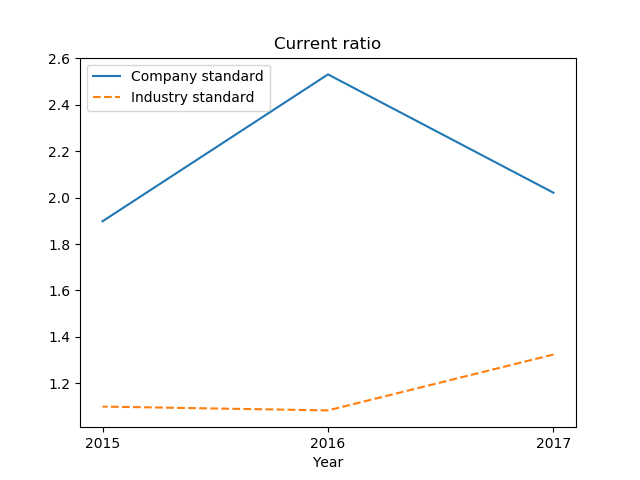 Current ratio
Company standard
Industry standard
2.6
2.4
2.2
2.0
1.8
1.6
1.4
1.2
2015 2016 2017
Year